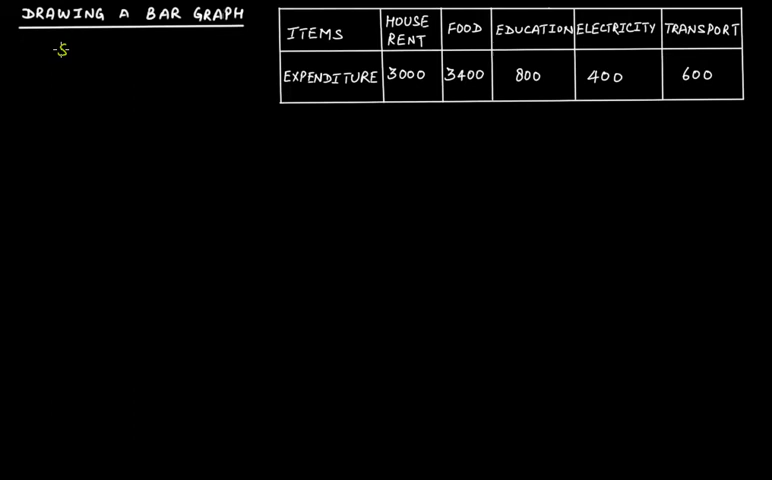 DRAWING A BAR GRAPH
ITEMS HOUSE RENT FOOD EDUCATION ELECTRICITY TRANSPORT
EXPENDITURE 3000 3400 800 400 600